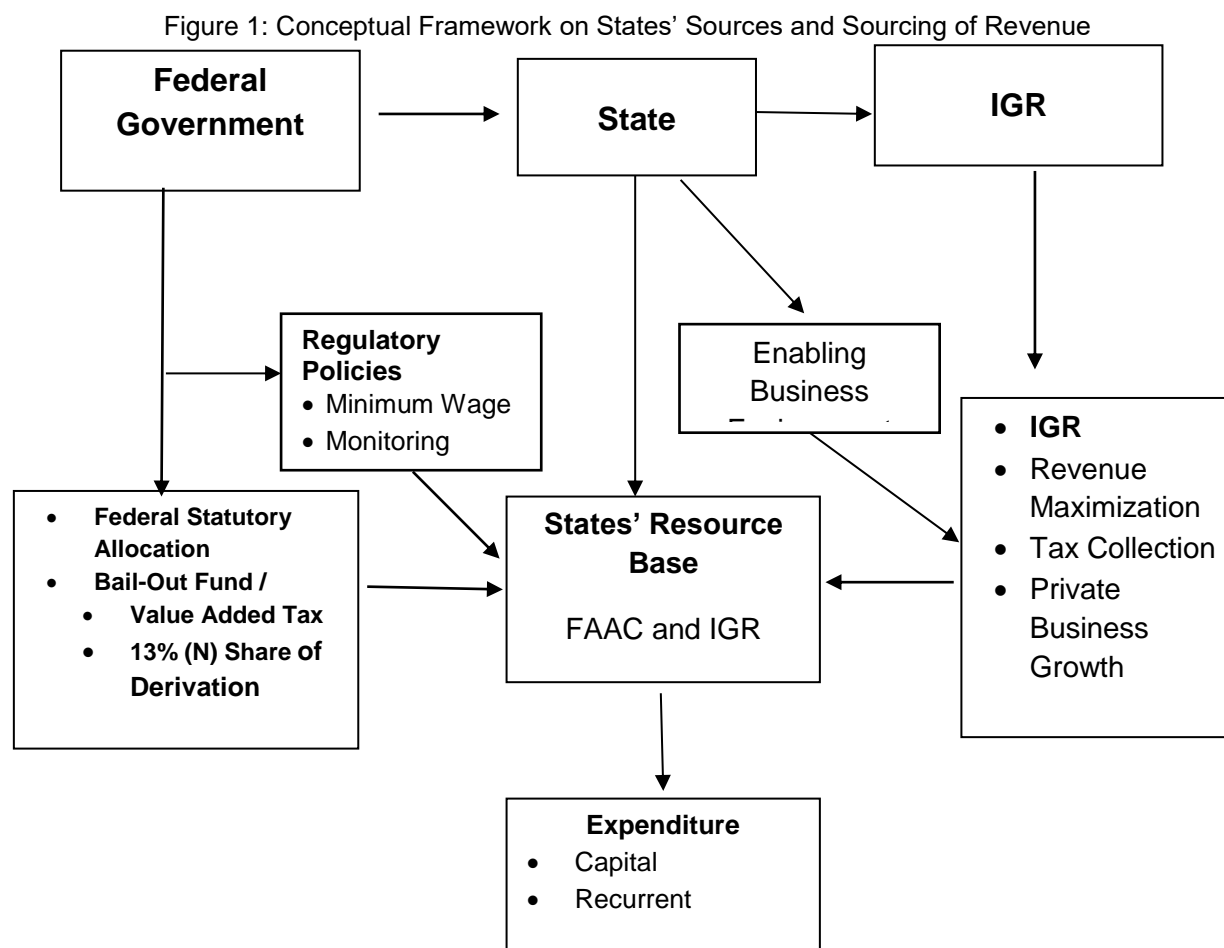 Figure 1: Conceptual Framework on States’ Sources and Sourcing of Revenue
Federal
Government
State
IGR
Regulatory
Policies
• Minimum Wage
• Monitoring
Enabling
Business
• Federal Statutory
Allocation
• Bail-Out Fund /
• Value Added Tax
• 13% (N) Share of
Derivation
States’ Resource
Base
FAAC and IGR
• IGR
• Revenue
Maximization
• Tax Collection
• Private
Business
Growth
Expenditure
• Capital
• Recurrent